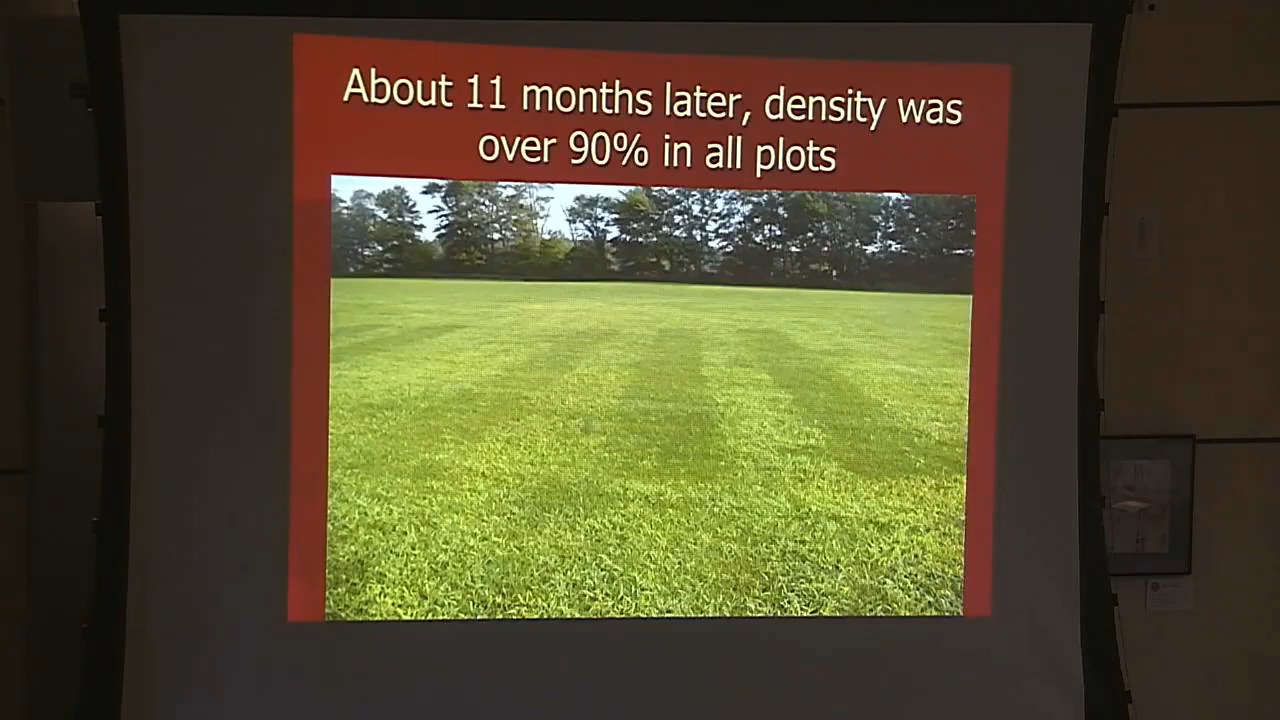 About 11 months later, density was
over 90% in all plots